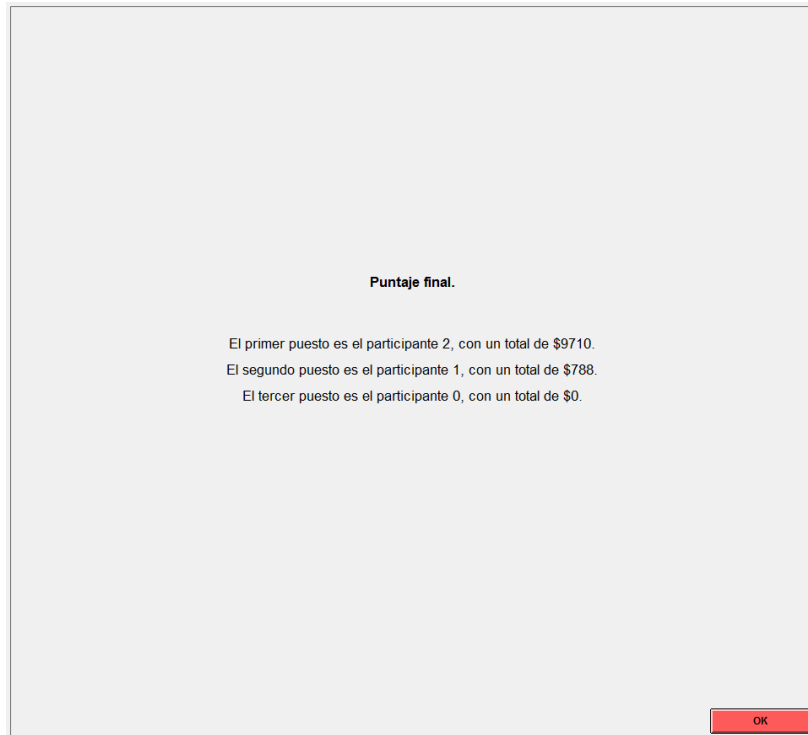 Puntaje final.
El primer puesto es el participante 2, con un total de $9710.
El segundo puesto es el participante 1, con un total de $788.
El tercer puesto es el participante 0, con un total de $0.
OK